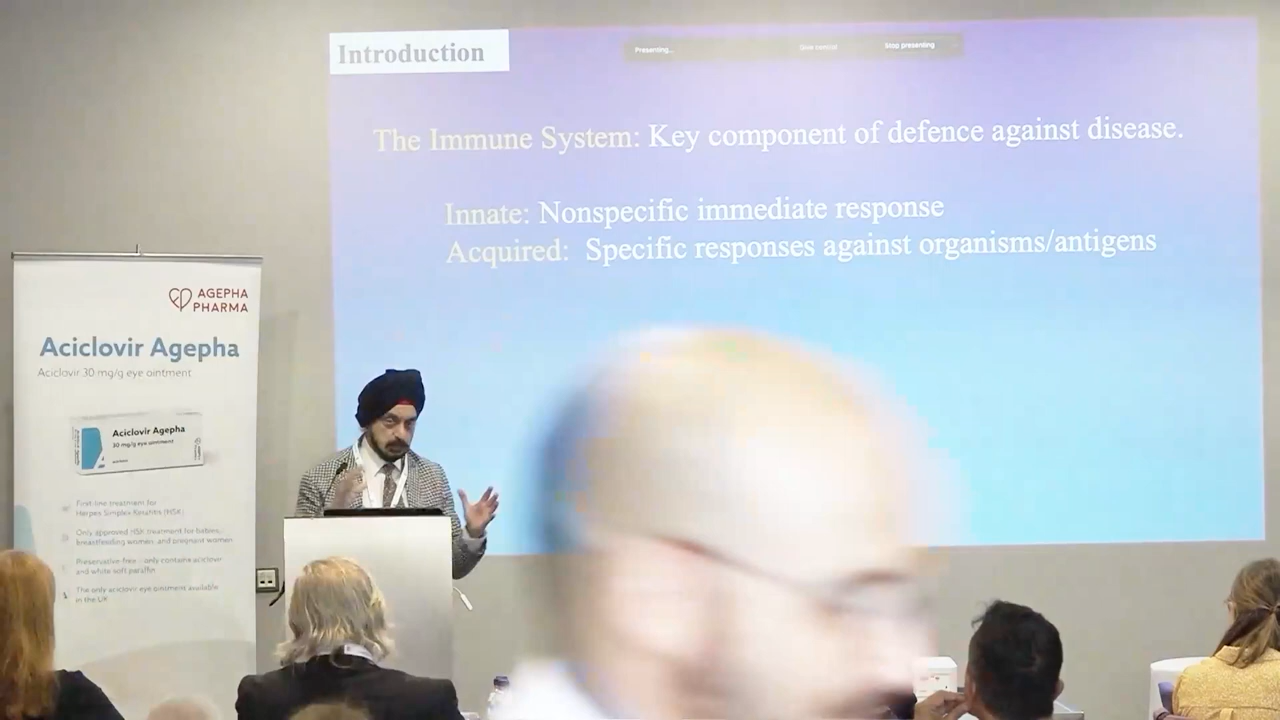 Introduction
Presenting...
Give control
Stop presenting
The Immune System: Key component of defence against disease.
Innate: Nonspecific immediate response
Acquired: Specific responses against organisms/antigens
AGEPHA
PHARMA
Aciclovir Agepha
Aciclovir 30 mg/g eye ointment
Aciclovir Agepha
30 mg/g eye ointment
First-line treatment for
Herpes Simplex Keratitis (HSK)
Only approved HSK treatment for babies,
breastfeeding women, and pregnant women
Preservative-free - only contains aciclovir
and white soft paraffin
The only aciclovir eye ointment available
in the UK